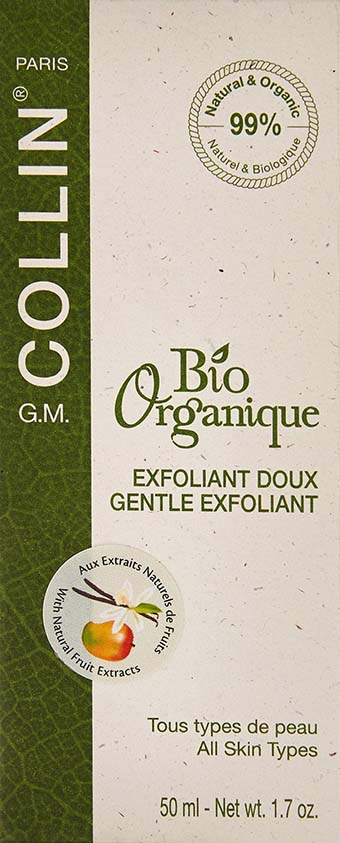 PARIS
COLLIN®
G.M.
Natural & Organic
99%
Naturel & Biologique
Bio
Organique
EXFOLIANT DOUX
GENTLE EXFOLIANT
Aux Extraits Naturels de Fruits
With Natural Fruit Extracts
Tous types de peau
All Skin Types
50 ml - Net wt. 1.7 oz.